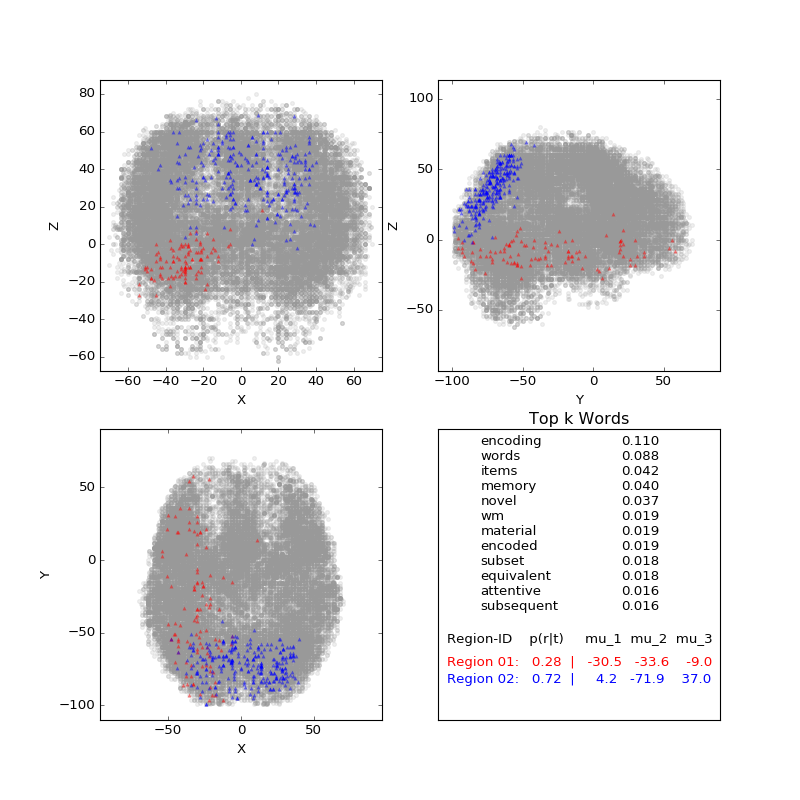 80
60
40
20
0
−20
−40
−60
Z
−60 −40 −20 0 20 40 60
X
100
50
0
−50
Z
−100 −50 0 50
Y
50
0
−50
−100
Y
−50 0 50
X
Top k Words
encoding 0.110
words 0.088
items 0.042
memory 0.040
novel 0.037
wm 0.019
material 0.019
encoded 0.019
subset 0.018
equivalent 0.018
attentive 0.016
subsequent 0.016
Region-ID p(r|t) mu_1 mu_2 mu_3
Region 01: 0.28 | -30.5 -33.6 -9.0
Region 02: 0.72 | 4.2 -71.9 37.0